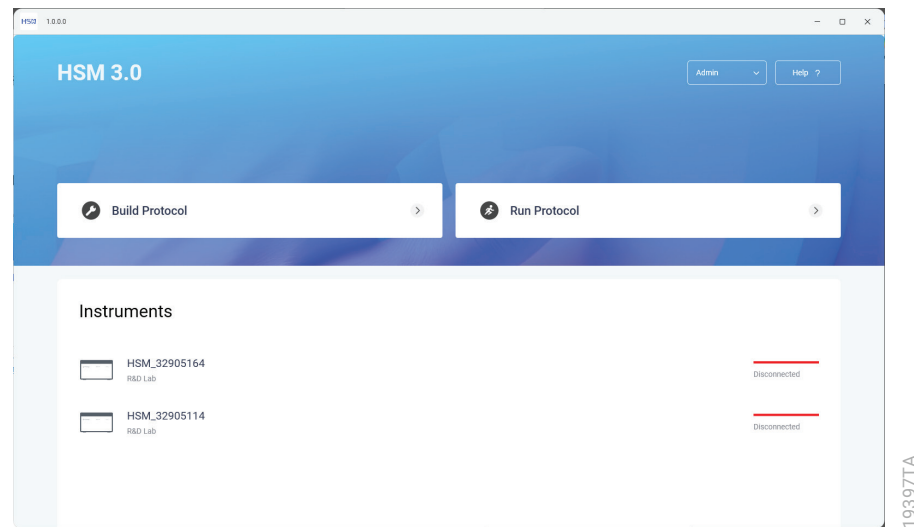 HSM 1.0.0.0
HSM 3.0
Admin
Help ?
Build Protocol
Run Protocol
Instruments
HSM_32905164
R&D Lab
Disconnected
HSM_32905114
R&D Lab
Disconnected
19397TA